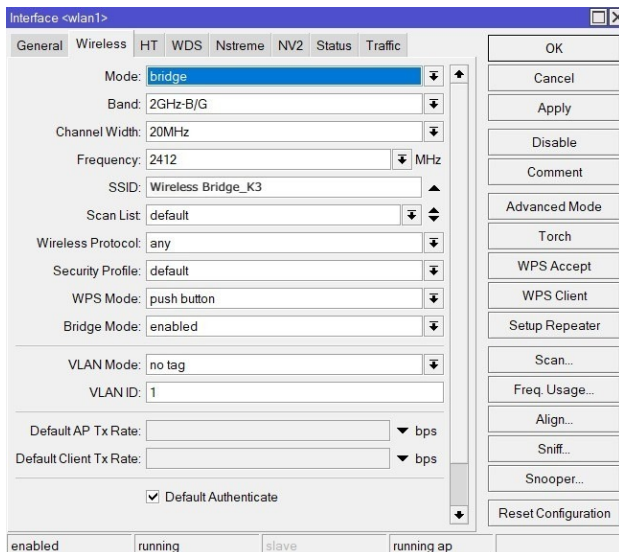 Interface <wlan1>
General Wireless HT WDS Nstreme NV2 Status Traffic
Mode: bridge
Band: 2GHz-B/G
Channel Width: 20MHz
Frequency: 2412 MHz
SSID: Wireless Bridge_K3
Scan List: default
Wireless Protocol: any
Security Profile: default
WPS Mode: push button
Bridge Mode: enabled
VLAN Mode: no tag
VLAN ID: 1
Default AP Tx Rate: bps
Default Client Tx Rate: bps
Default Authenticate
OK
Cancel
Apply
Disable
Comment
Advanced Mode
Torch
WPS Accept
WPS Client
Setup Repeater
Scan...
Freq. Usage...
Align...
Sniff...
Snooper...
Reset Configuration
enabled running slave running ap